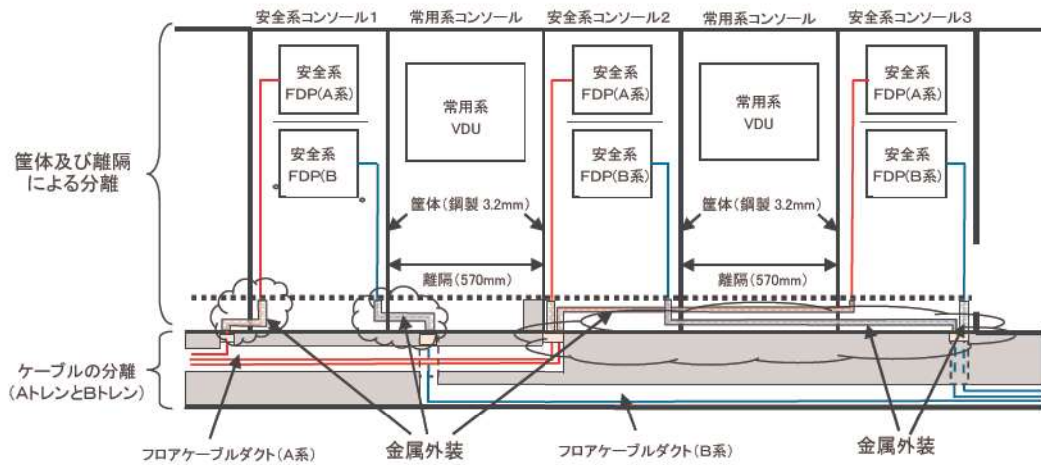 安全系コンソール1
常用系コンソール
安全系コンソール2
常用系コンソール
安全系コンソール3
安全系
FDP(A系)
安全系
FDP(B
常用系
VDU
安全系
FDP(A系)
安全系
FDP(B系)
常用系
VDU
安全系
FDP(A系)
安全系
FDP(B系)
筐体及び離隔
による分離
筐体(鋼製 3.2mm)
筐体(鋼製 3.2mm)
離隔(570mm)
離隔(570mm)
ケーブルの分離
(AトレンとBトレン)
フロアケーブルダクト(A系)
金属外装
フロアケーブルダクト(B系)
金属外装